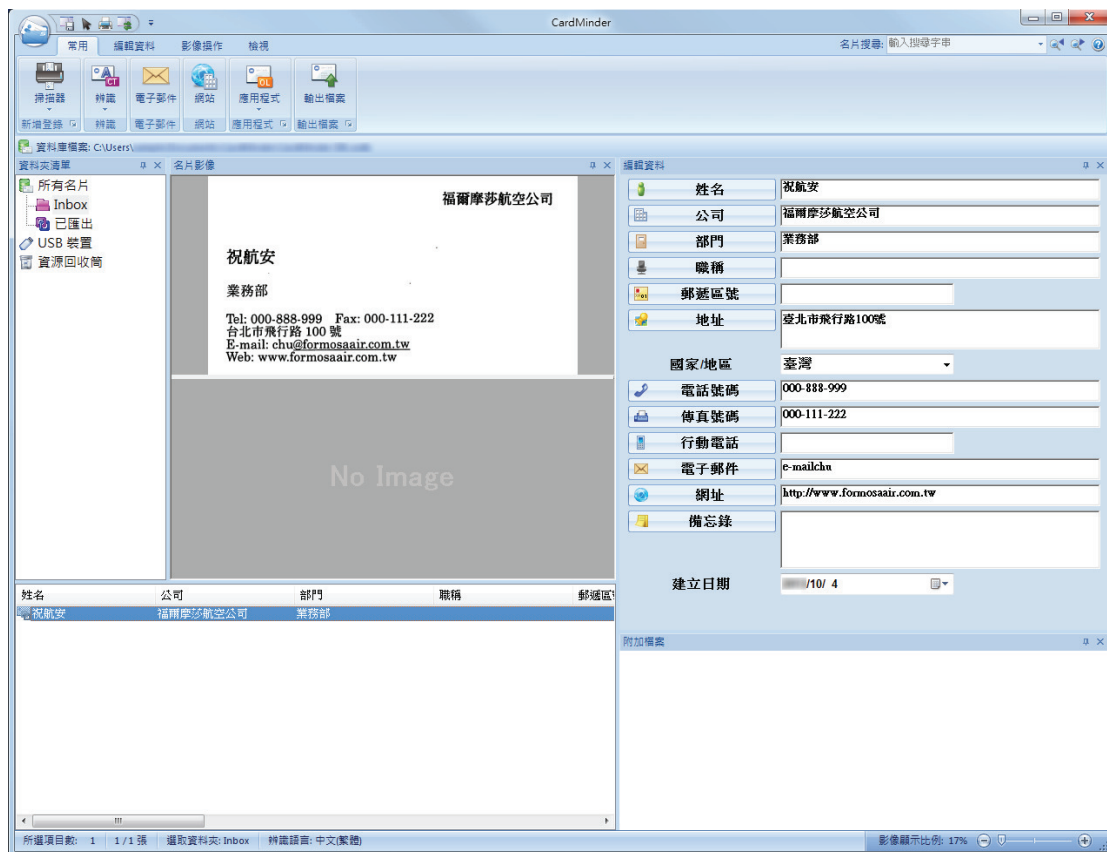 CardMinder
常用 編輯資料 影像操作 檢視
名片搜尋: 輸入搜尋字串
掃描器 辨識 電子郵件 網站 應用程式 輸出檔案
新增登錄 辨識 電子郵件 網站 應用程式 輸出檔案
資料庫檔案: C:\Users\
資料夾清單
所有名片
Inbox
已匯出
USB 裝置
資源回收筒
名片影像
福爾摩莎航空公司
祝航安
業務部
Tel: 000-888-999 Fax: 000-111-222
台北市飛行路 100 號
E-mail: chu@formosaair.com.tw
Web: www.formosaair.com.tw
No Image
編輯資料
姓名 祝航安
公司 福爾摩莎航空公司
部門 業務部
職稱
郵遞區號
地址 臺北市飛行路100號
國家/地區 臺灣
電話號碼 000-888-999
傳真號碼 000-111-222
行動電話
電子郵件 e-mailchu
網址 http://www.formosaair.com.tw
備忘錄
建立日期 /10/ 4
姓名 公司 部門 職稱 郵遞區
祝航安 福爾摩莎航空公司 業務部
附加檔案
所選項目數: 1 1/1 張 選取資料夾: Inbox 辨識語言: 中文(繁體)
影像顯示比例: 17%